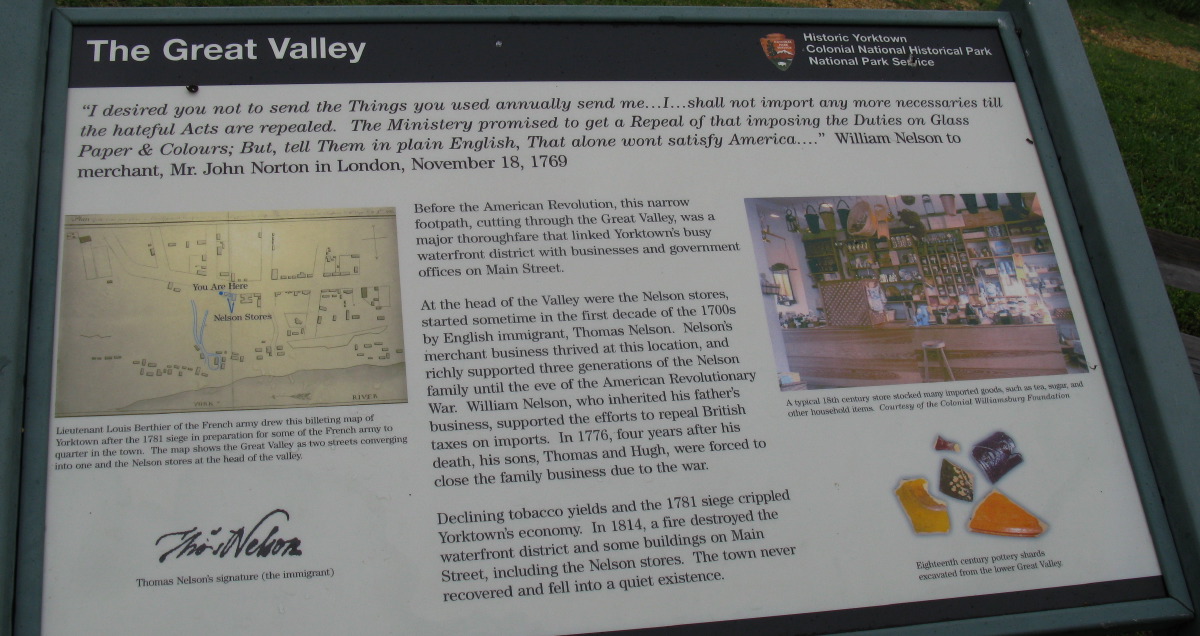 The Great Valley
Historic Yorktown
Colonial National Historical Park
National Park Service
"I desired you not to send the Things you used annually send me...I...shall not import any more necessaries till
the hateful Acts are repealed. The Ministery promised to get a Repeal of that imposing the Duties on Glass
Paper & Colours; But, tell Them in plain English, That alone wont satisfy America...." William Nelson to
merchant, Mr. John Norton in London, November 18, 1769
You Are Here
Nelson Stores
YORK
RIVER
Lieutenant Louis Berthier of the French army drew this billeting map of
Yorktown after the 1781 siege in preparation for some of the French army to
quarter in the town. The map shows the Great Valley as two streets converging
into one and the Nelson stores at the head of the valley.
Thos Nelson
Thomas Nelson's signature (the immigrant)
Before the American Revolution, this narrow
footpath, cutting through the Great Valley, was a
major thoroughfare that linked Yorktown's busy
waterfront district with businesses and government
offices on Main Street.
At the head of the Valley were the Nelson stores,
started sometime in the first decade of the 1700s
by English immigrant, Thomas Nelson. Nelson's
merchant business thrived at this location, and
richly supported three generations of the Nelson
family until the eve of the American Revolutionary
War. William Nelson, who inherited his father's
business, supported the efforts to repeal British
taxes on imports. In 1776, four years after his
death, his sons, Thomas and Hugh, were forced to
close the family business due to the war.
Declining tobacco yields and the 1781 siege crippled
Yorktown's economy. In 1814, a fire destroyed the
waterfront district and some buildings on Main
Street, including the Nelson stores. The town never
recovered and fell into a quiet existence.
A typical 18th century store stocked many imported goods, such as tea, sugar, and
other household items. Courtesy of the Colonial Williamsburg Foundation
Eighteenth century pottery shards
excavated from the lower Great Valley.